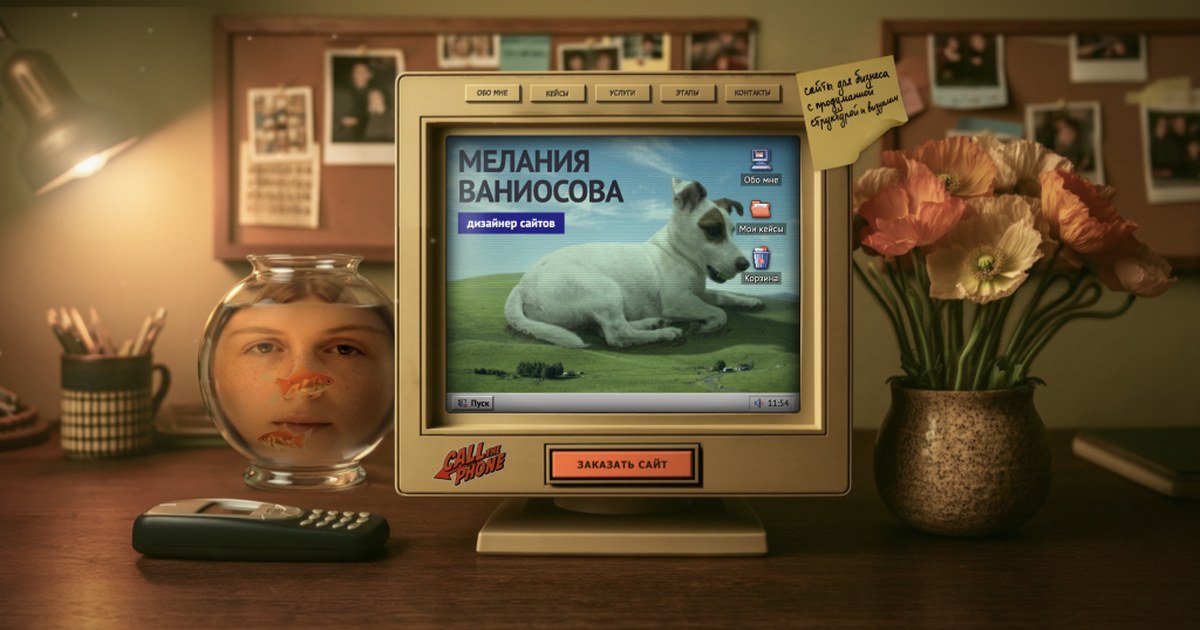 ОБО МНЕ
КЕЙСЫ
УСЛУГИ
ЭТАПЫ
КОНТАКТЫ
сайты для бизнеса
с продуманной
структурой и визуалом
МЕЛАНИЯ
ВАНИОСОВА
дизайнер сайтов
Обо мне
Мои кейсы
Корзина
Пуск
11:54
CALL THE
PHONE
ЗАКАЗАТЬ САЙТ